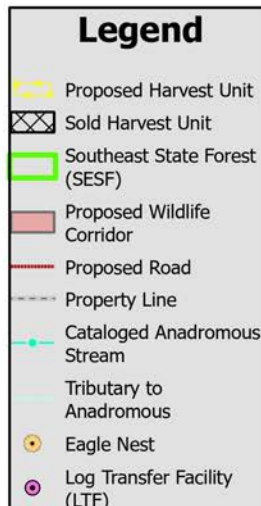 Legend
Proposed Harvest Unit
Sold Harvest Unit
Southeast State Forest
(SESF)
Proposed Wildlife
Corridor
Proposed Road
Property Line
Cataloged Anadromous
Stream
Tributary to
Anadromous
Eagle Nest
Log Transfer Facility
(LTF)